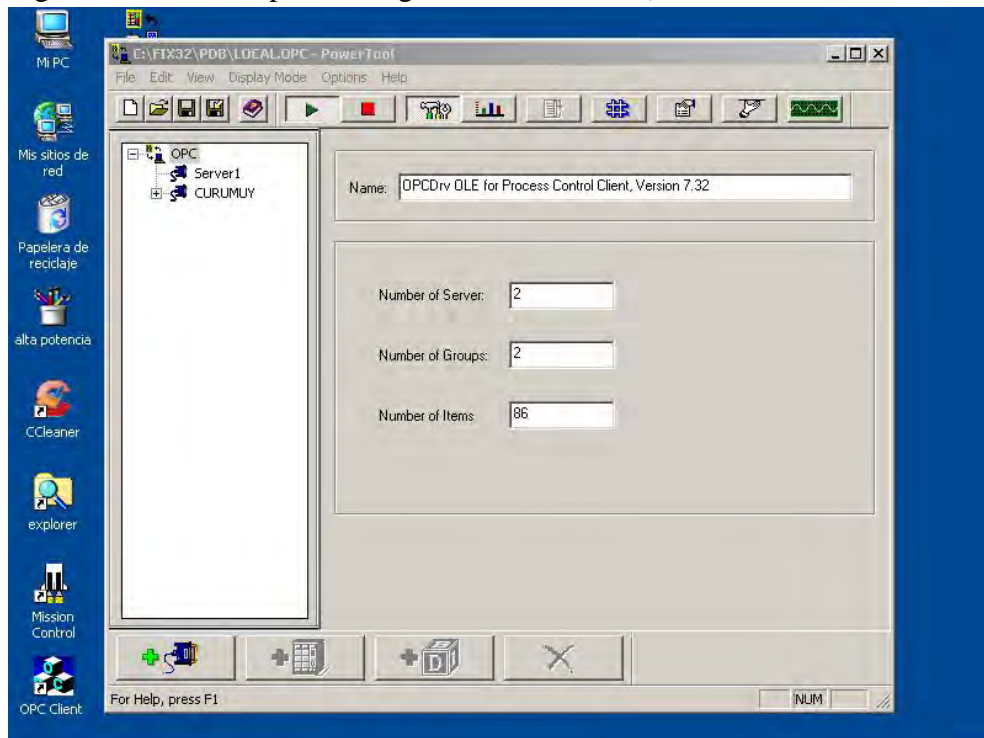 Mi PC
Mis sitios de
red
Papelera de
reciclaje
alta potencia
CCleaner
explorer
Mission
Control
OPC Client
C:\FIX32\PDB\LOCAL.OPC - PowerTool
File Edit View Display Mode Options Help
OPC
Server1
CURUMUY
Name: OPCDrv OLE for Process Control Client, Version 7.32
Number of Server: 2
Number of Groups: 2
Number of Items 86
D
For Help, press F1
NUM